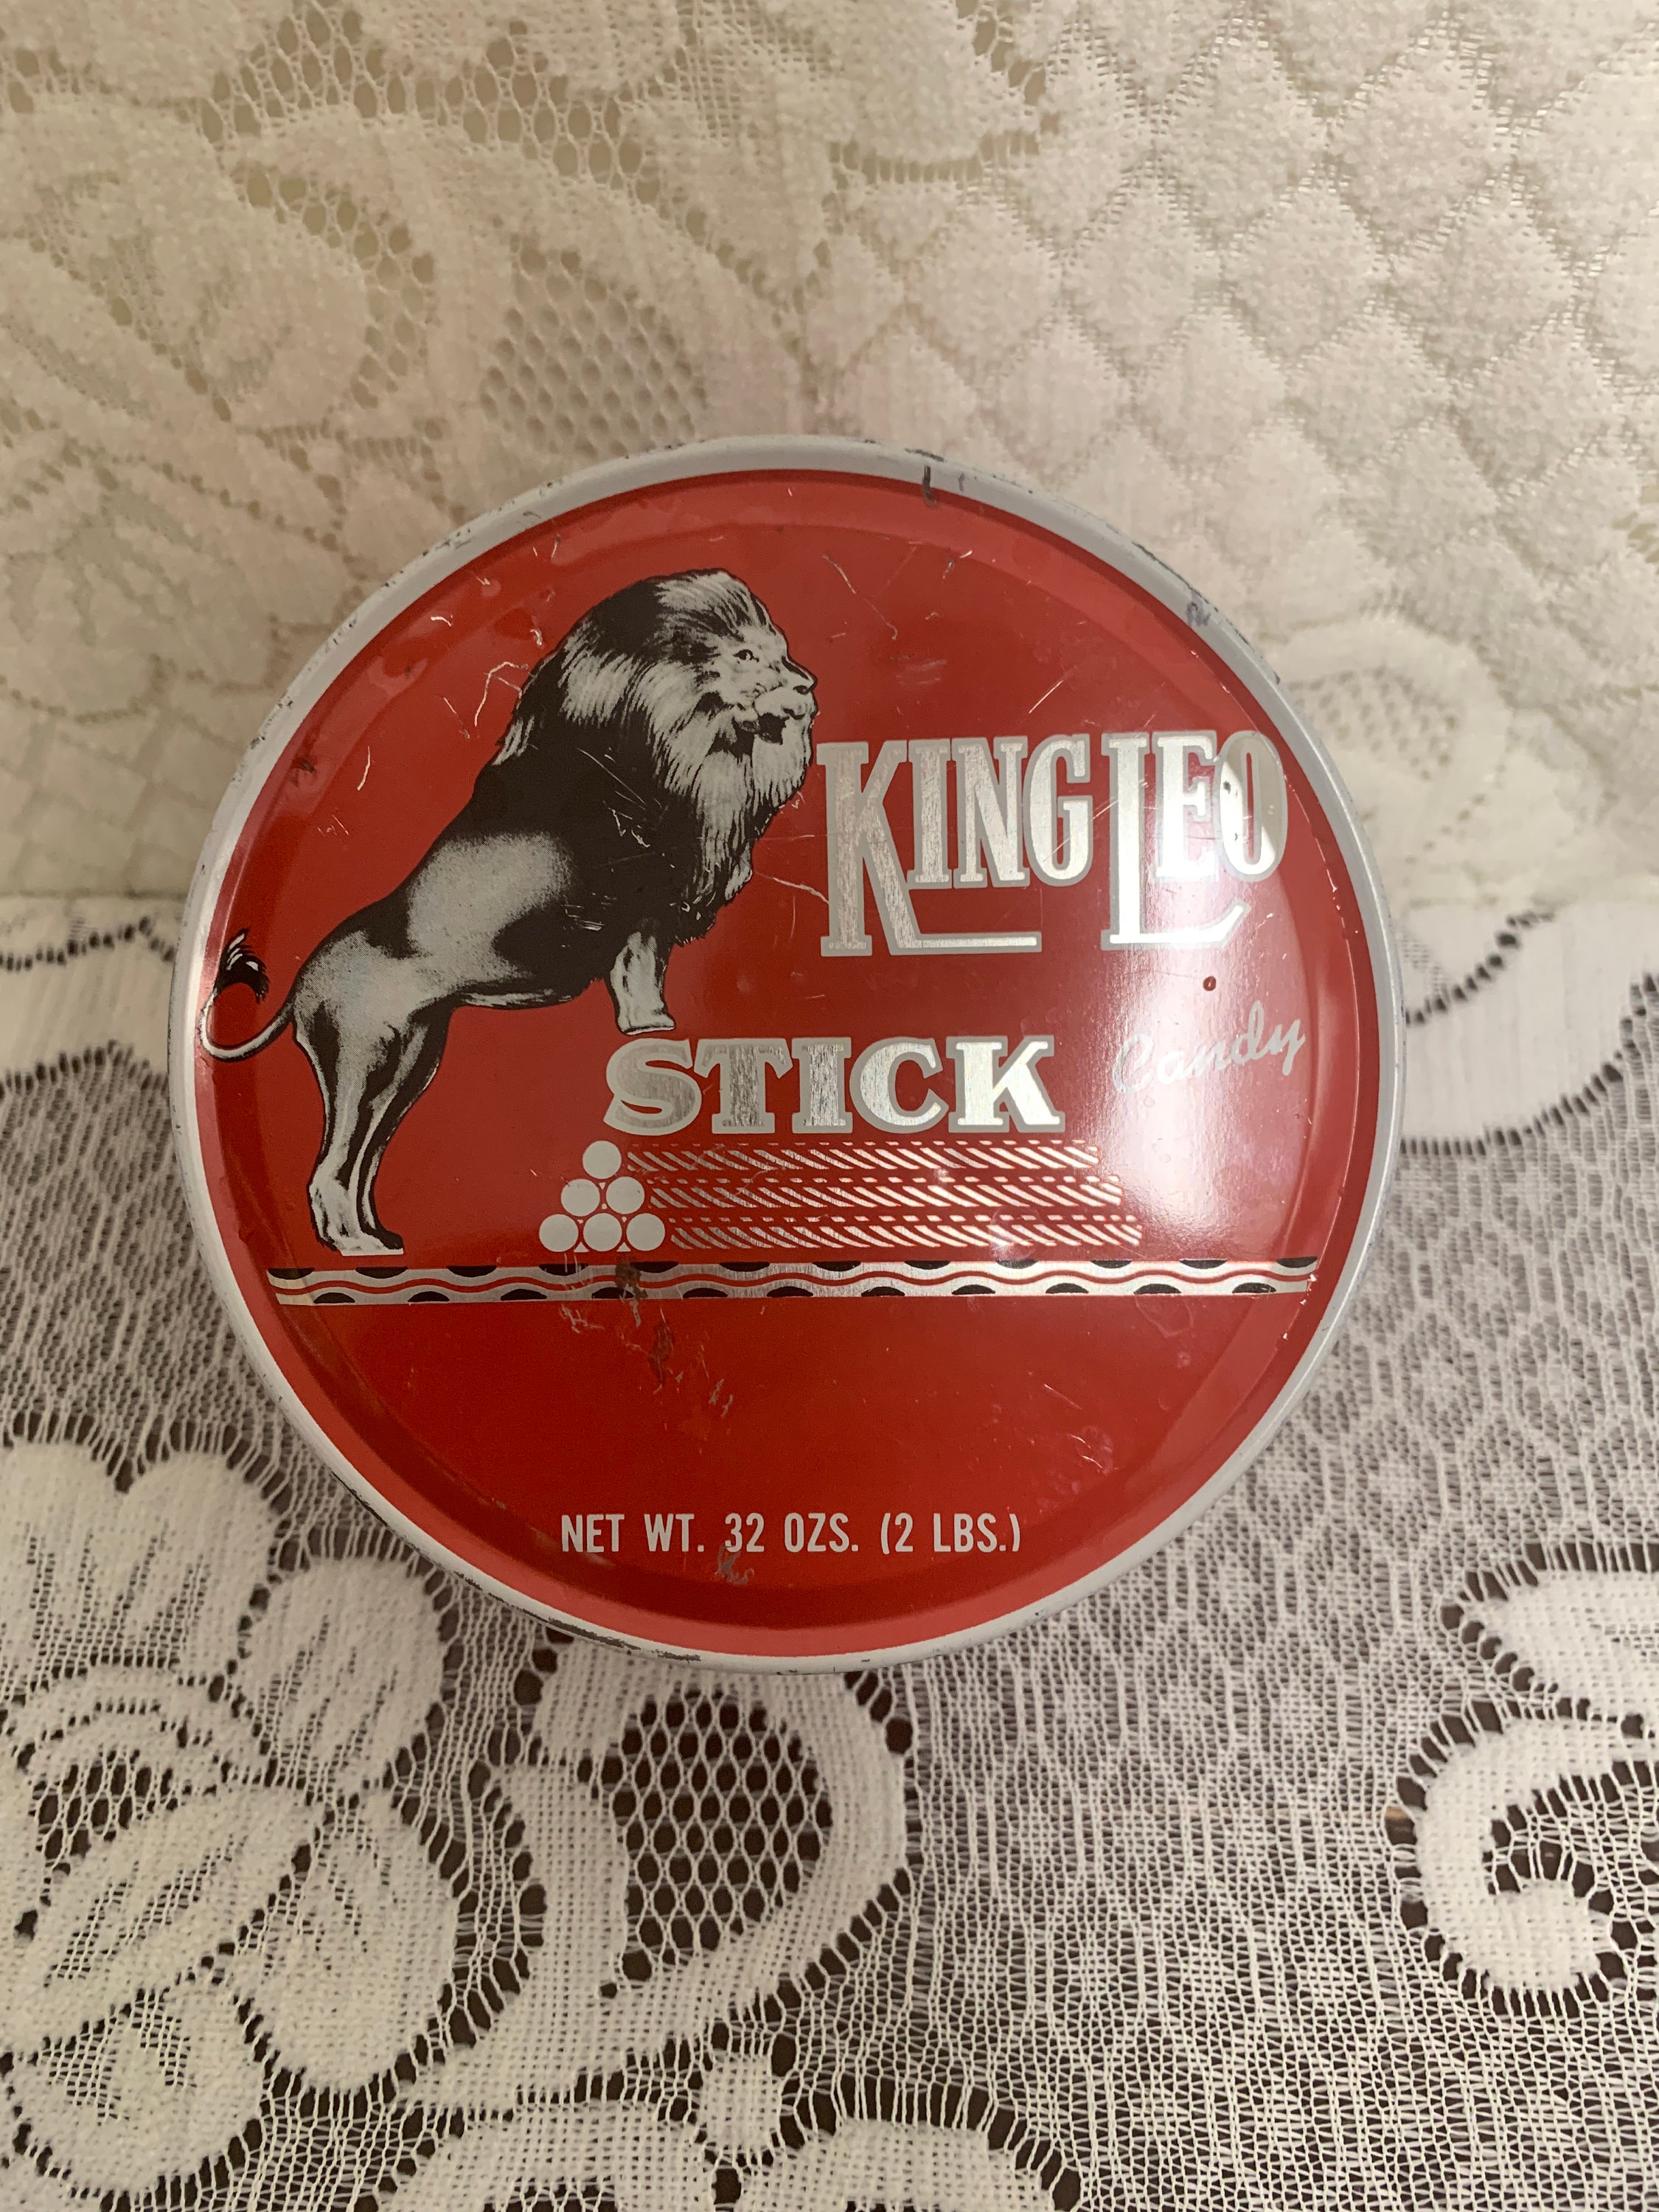 KING LEO
STICK Candy
NET WT. 32 OZS. (2 LBS.)